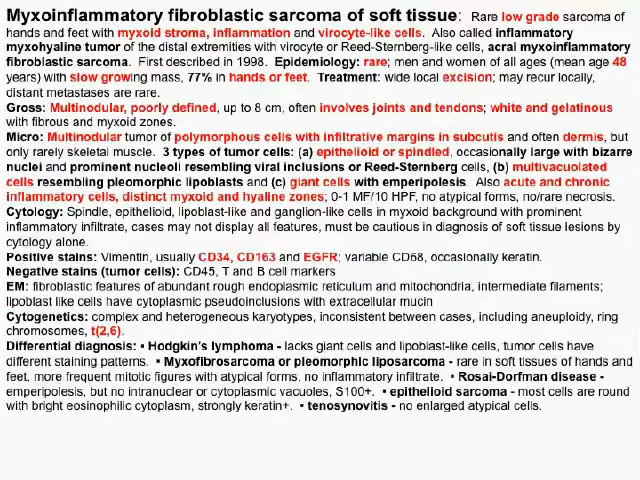 Myxoinflammatory fibroblastic sarcoma of soft tissue: Rare low grade sarcoma of
hands and feet with myxoid stroma, inflammation and virocyte-like cells. Also called inflammatory
myxohyaline tumor of the distal extremities with virocyte or Reed-Sternberg-like cells, acral myxoinflammatory
fibroblastic sarcoma. First described in 1998. Epidemiology: rare; men and women of all ages (mean age 48
years) with slow growing mass, 77% in hands or feet. Treatment: wide local excision; may recur locally,
distant metastases are rare.
Gross: Multinodular, poorly defined, up to 8 cm, often involves joints and tendons; white and gelatinous
with fibrous and myxoid zones.
Micro: Multinodular tumor of polymorphous cells with infiltrative margins in subcutis and often dermis, but
only rarely skeletal muscle. 3 types of tumor cells: (a) epithelioid or spindled, occasionally large with bizarre
nuclei and prominent nucleoli resembling viral inclusions or Reed-Sternberg cells, (b) multivacuolated
cells resembling pleomorphic lipoblasts and (c) giant cells with emperipolesis. Also acute and chronic
inflammatory cells, distinct myxoid and hyaline zones; 0-1 MF/10 HPF, no atypical forms, no/rare necrosis.
Cytology: Spindle, epithelioid, lipoblast-like and ganglion-like cells in myxoid background with prominent
inflammatory infiltrate, cases may not display all features, must be cautious in diagnosis of soft tissue lesions by
cytology alone.
Positive stains: Vimentin, usually CD34, CD163 and EGFR; variable CD68, occasionally keratin.
Negative stains (tumor cells): CD45, T and B cell markers
EM: fibroblastic features of abundant rough endoplasmic reticulum and mitochondria, intermediate filaments;
lipoblast like cells have cytoplasmic pseudoinclusions with extracellular mucin
Cytogenetics: complex and heterogeneous karyotypes, inconsistent between cases, including aneuploidy, ring
chromosomes, t(2,6).
Differential diagnosis: ▪ Hodgkin's lymphoma - lacks giant cells and lipoblast-like cells, tumor cells have
different staining patterns. ▪ Myxofibrosarcoma or pleomorphic liposarcoma - rare in soft tissues of hands and
feet, more frequent mitotic figures with atypical forms, no inflammatory infiltrate. ▪ Rosai-Dorfman disease -
emperipolesis, but no intranuclear or cytoplasmic vacuoles, S100+. ▪ epithelioid sarcoma - most cells are round
with bright eosinophilic cytoplasm, strongly keratin+. ▪ tenosynovitis - no enlarged atypical cells.